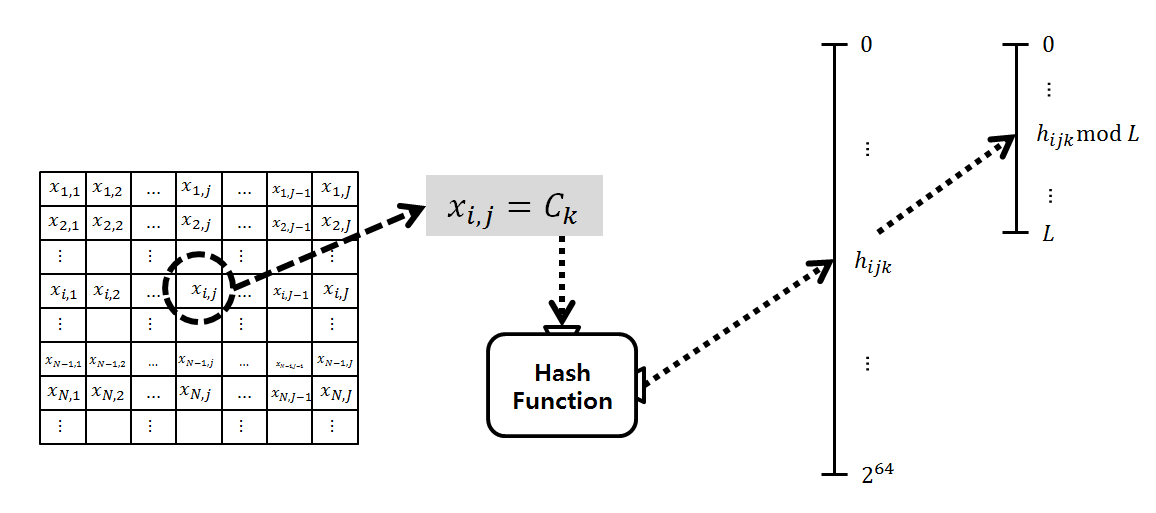 x_{1,1} x_{1,2} … x_{1,j} … x_{1,J−1} x_{1,J}
x_{2,1} x_{2,2} … x_{2,j} … x_{2,J−1} x_{2,J}
⋮ ⋮ ⋮ ⋮
x_{i,1} x_{i,2} … x_{i,j} … x_{i,J−1} x_{i,J}
⋮ ⋮ ⋮ ⋮
x_{N−1,1} x_{N−1,2} … x_{N−1,j} … x_{N−1,J−1} x_{N−1,J}
x_{N,1} x_{N,2} … x_{N,j} … x_{N,J−1} x_{N,J}
⋮ ⋮ ⋮ ⋮
x_{i,j} = C_k
Hash
Function
0
⋮
h_{ijk}
⋮
2^{64}
0
⋮
h_{ijk} mod L
⋮
L